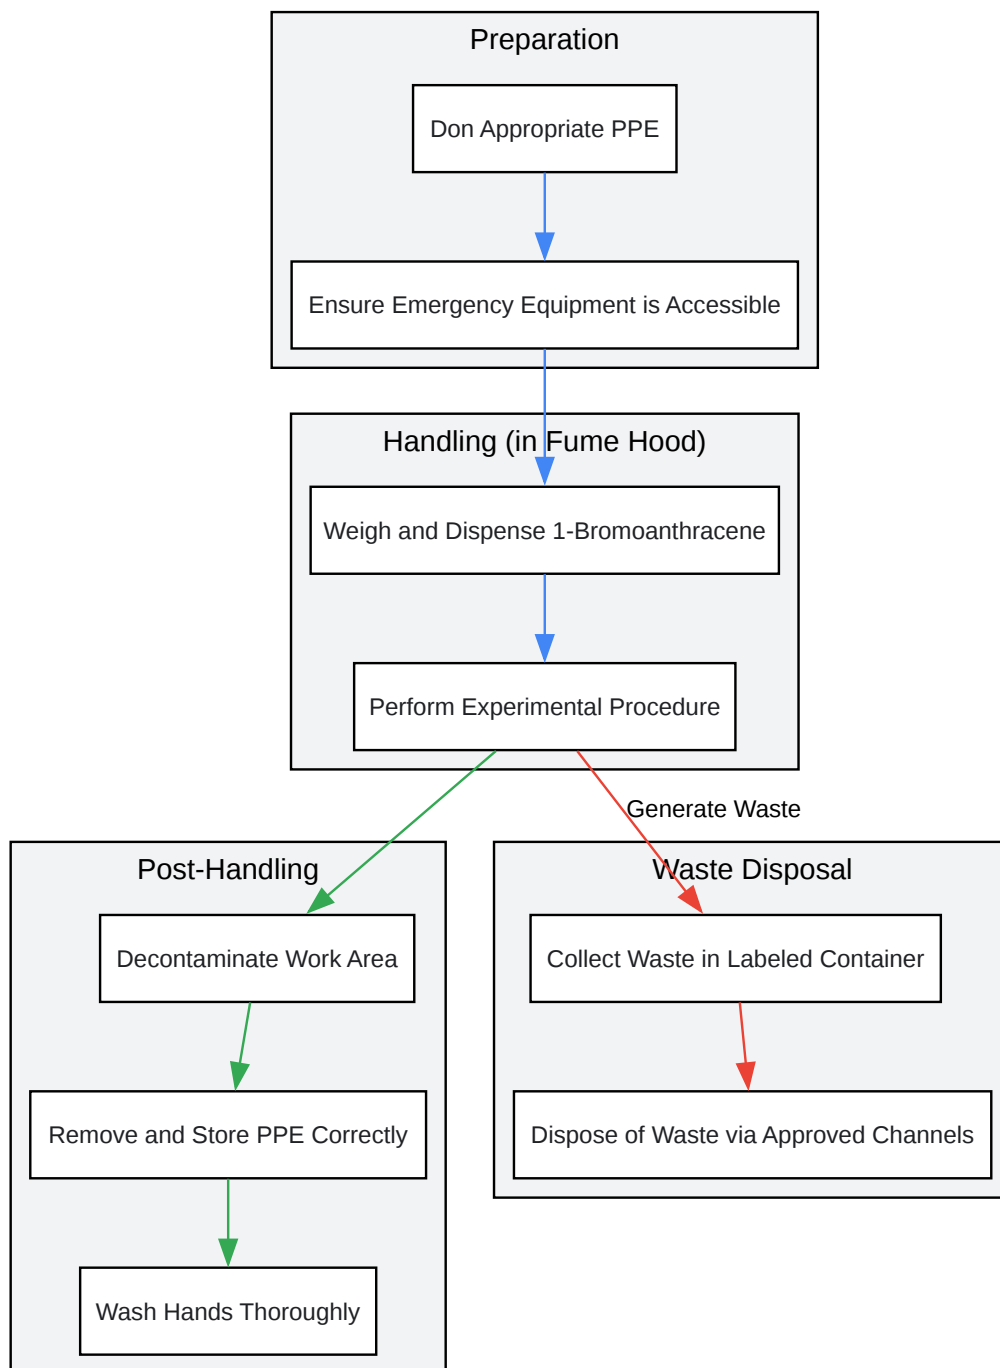 Preparation
Don Appropriate PPE
Ensure Emergency Equipment is Accessible
Handling (in Fume Hood)
Weigh and Dispense 1-Bromoanthracene
Perform Experimental Procedure
Generate Waste
Post-Handling
Decontaminate Work Area
Remove and Store PPE Correctly
Wash Hands Thoroughly
Waste Disposal
Collect Waste in Labeled Container
Dispose of Waste via Approved Channels